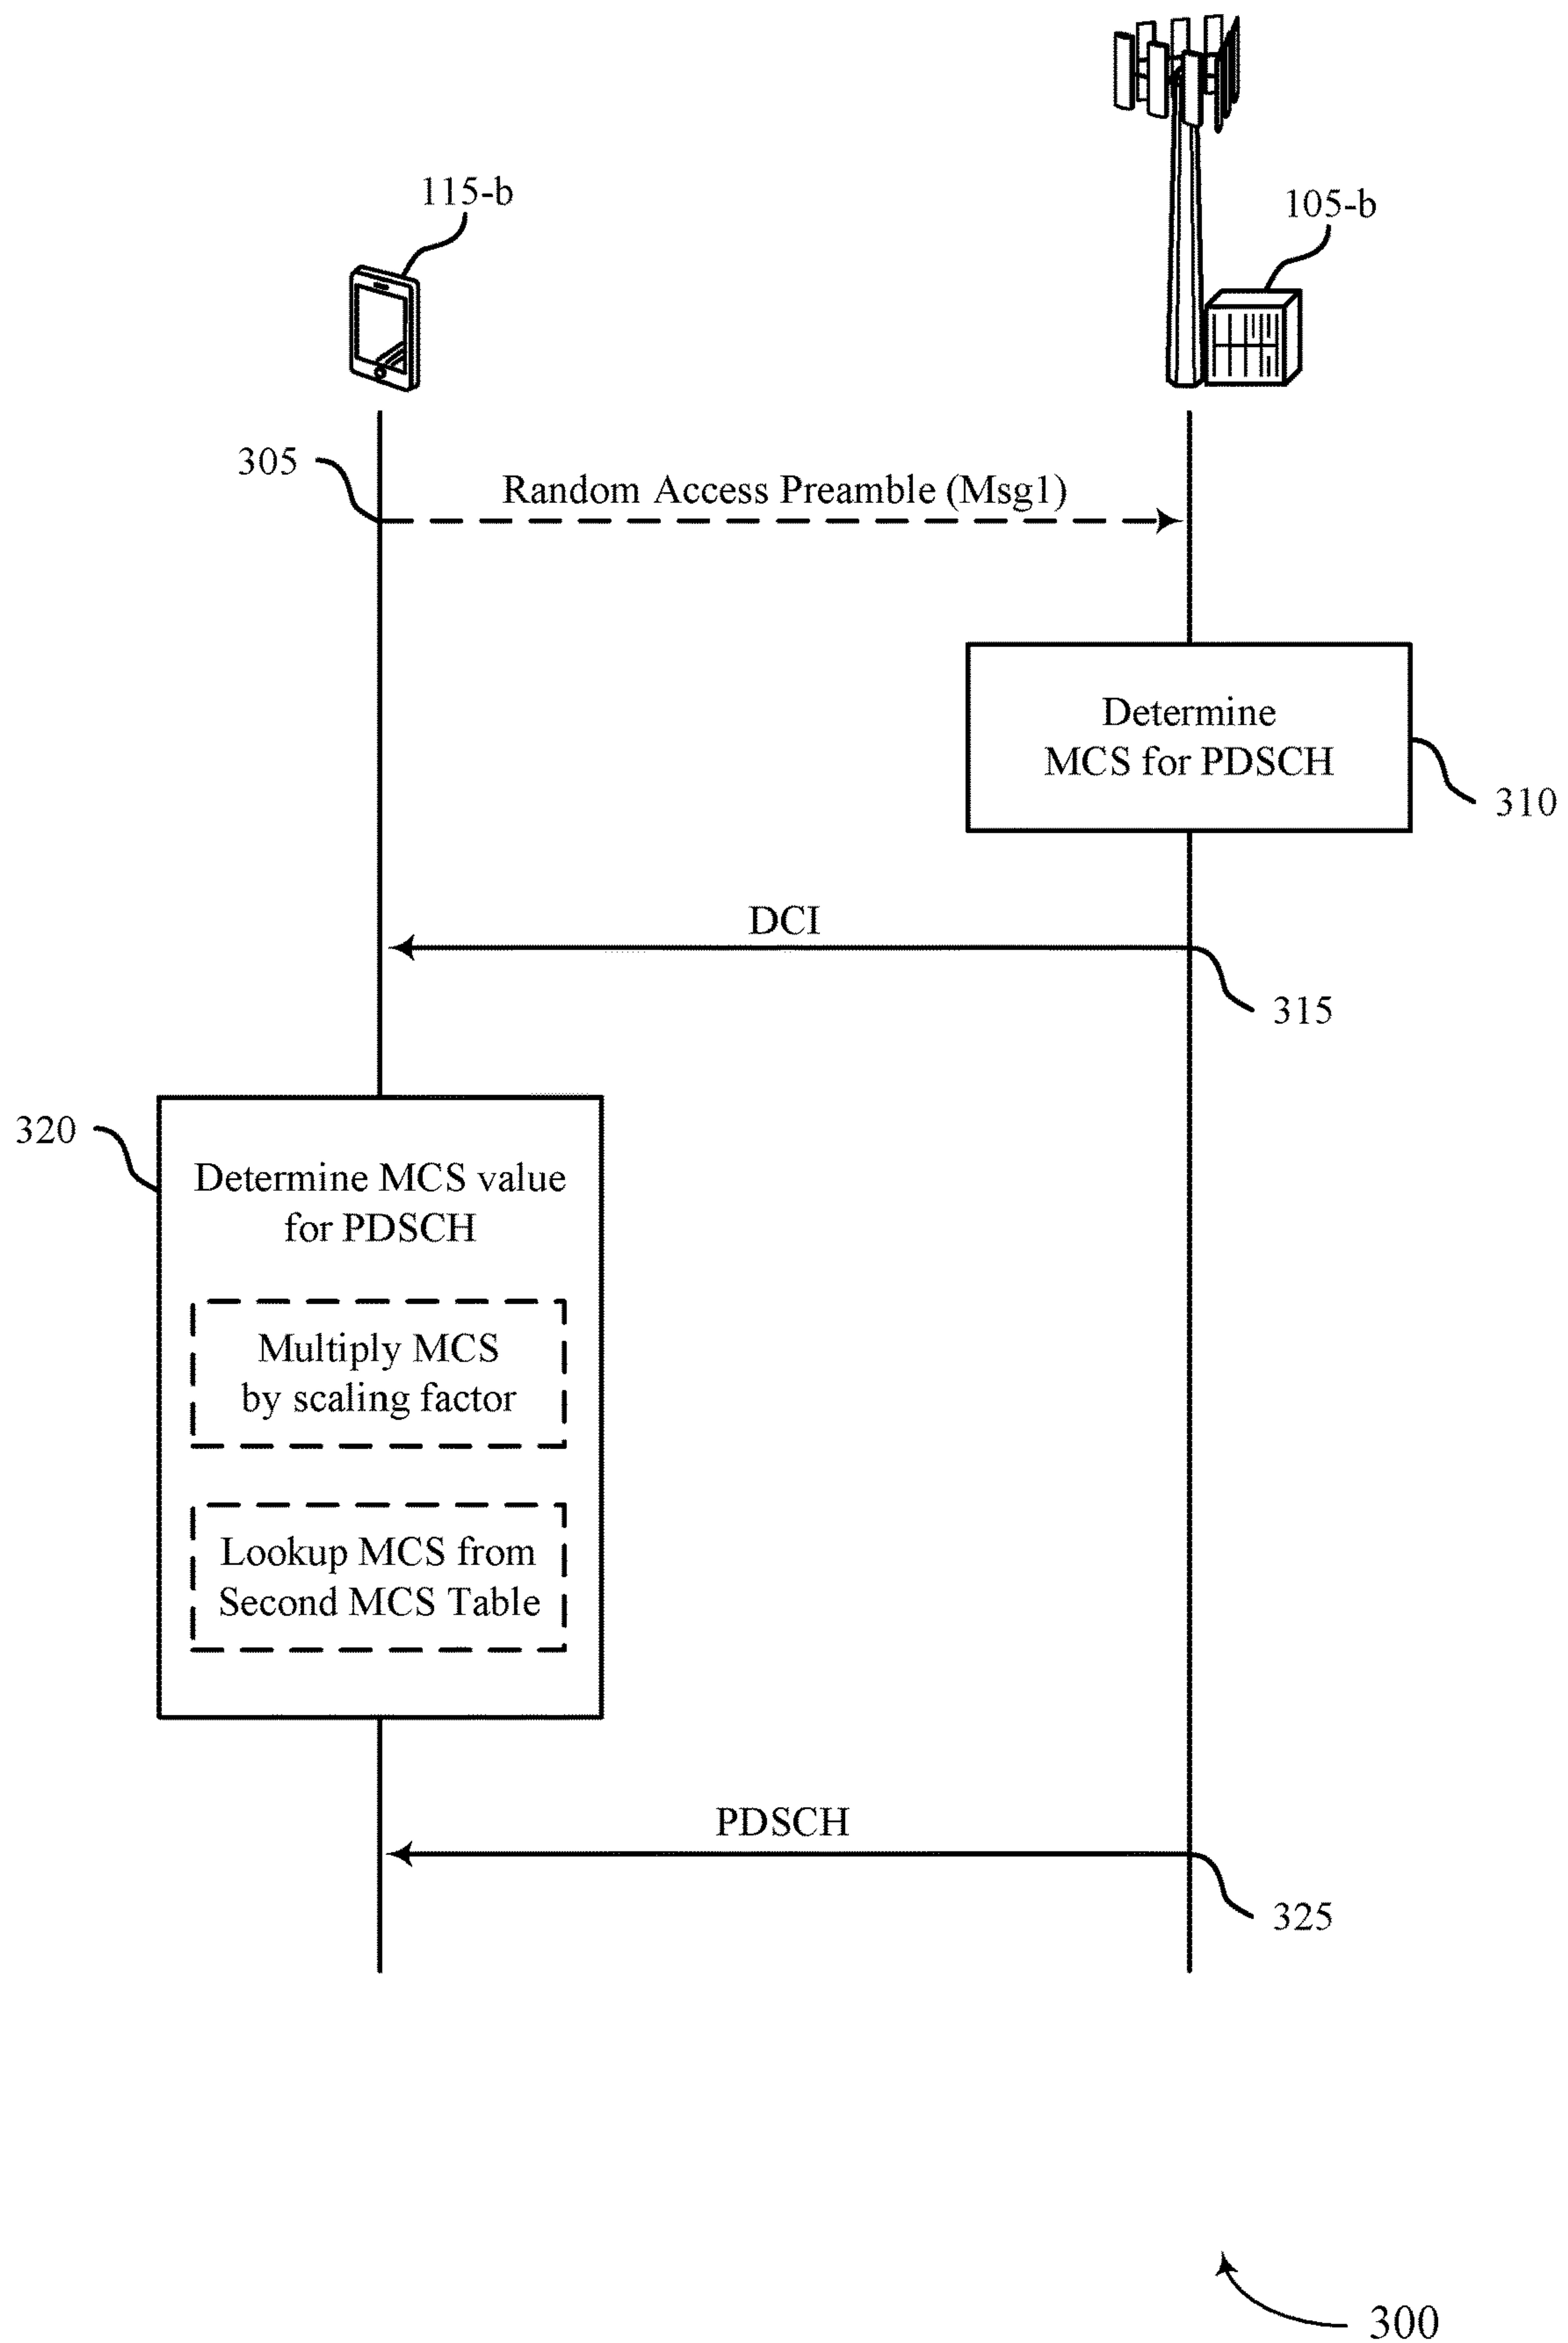 115-b
105-b
305
Random Access Preamble (Msg1)
Determine
MCS for PDSCH
310
DCI
315
320
Determine MCS value
for PDSCH
Multiply MCS
by scaling factor
Lookup MCS from
Second MCS Table
PDSCH
325
300